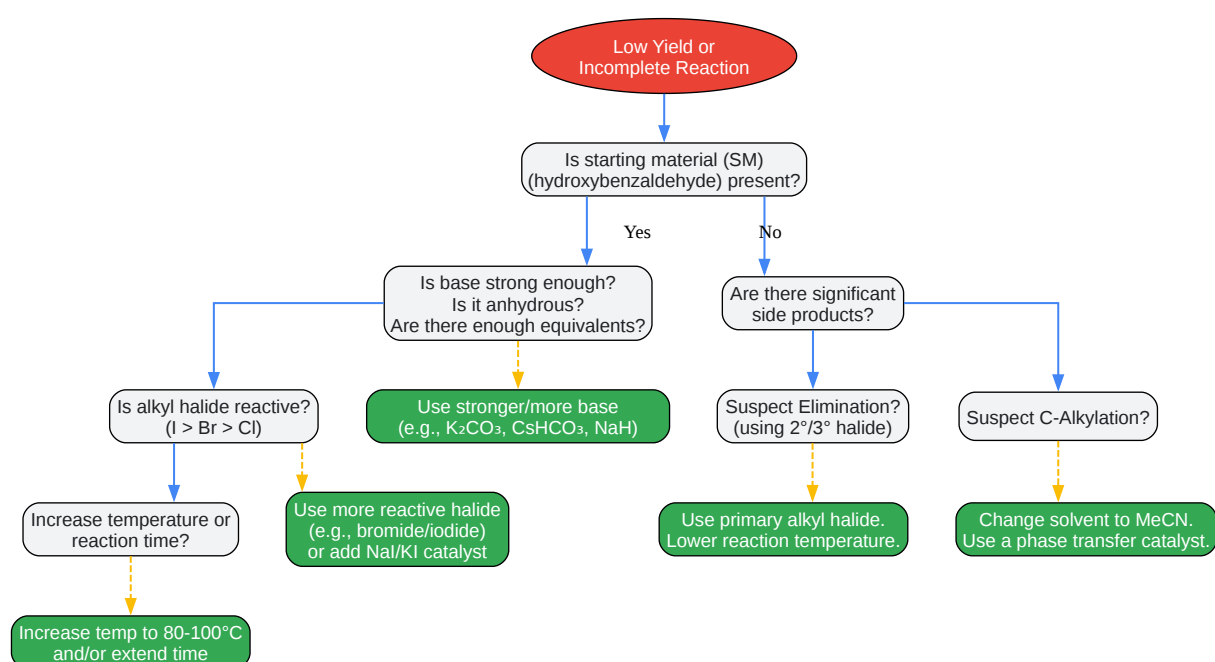 Low Yield or
Incomplete Reaction
Is starting material (SM)
(hydroxybenzaldehyde) present?
Yes
No
Is base strong enough?
Is it anhydrous?
Are there enough equivalents?
Are there significant
side products?
Is alkyl halide reactive?
(I > Br > Cl)
Use stronger/more base
(e.g., K₂CO₃, CsHCO₃, NaH)
Suspect Elimination?
(using 2°/3° halide)
Suspect C-Alkylation?
Increase temperature or
reaction time?
Use more reactive halide
(e.g., bromide/iodide)
or add NaI/KI catalyst
Use primary alkyl halide.
Lower reaction temperature.
Change solvent to MeCN.
Use a phase transfer catalyst.
Increase temp to 80-100°C
and/or extend time